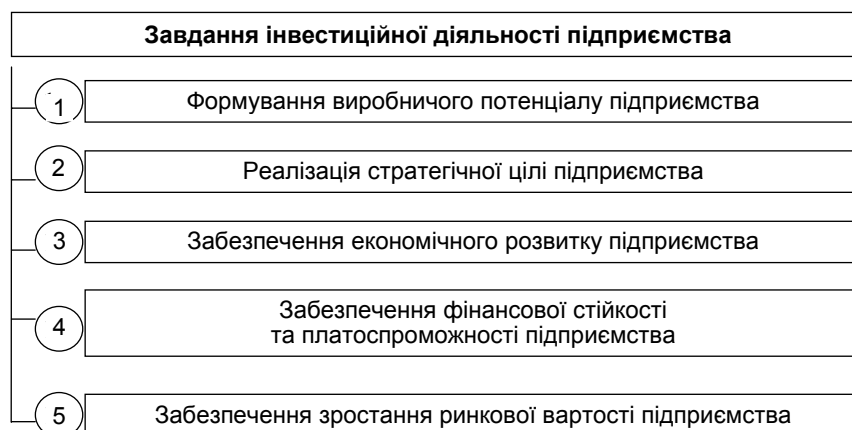 Завдання інвестиційної діяльності підприємства
1 Формування виробничого потенціалу підприємства
2 Реалізація стратегічної цілі підприємства
3 Забезпечення економічного розвитку підприємства
4 Забезпечення фінансової стійкості
та платоспроможності підприємства
5 Забезпечення зростання ринкової вартості підприємства